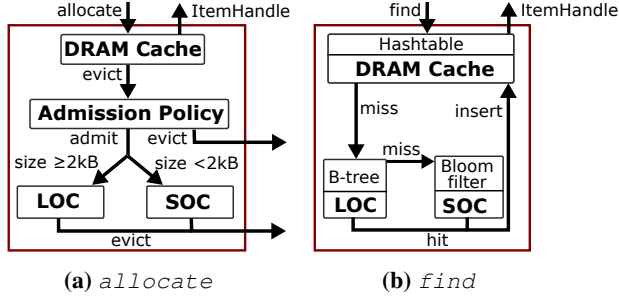 allocate
ItemHandle
DRAM Cache
evict
Admission Policy
admit
evict
size ≥2kB
size <2kB
LOC
SOC
evict
(a) allocate
find
ItemHandle
Hashtable
DRAM Cache
miss
insert
miss
B-tree
LOC
Bloom
filter
SOC
hit
(b) find